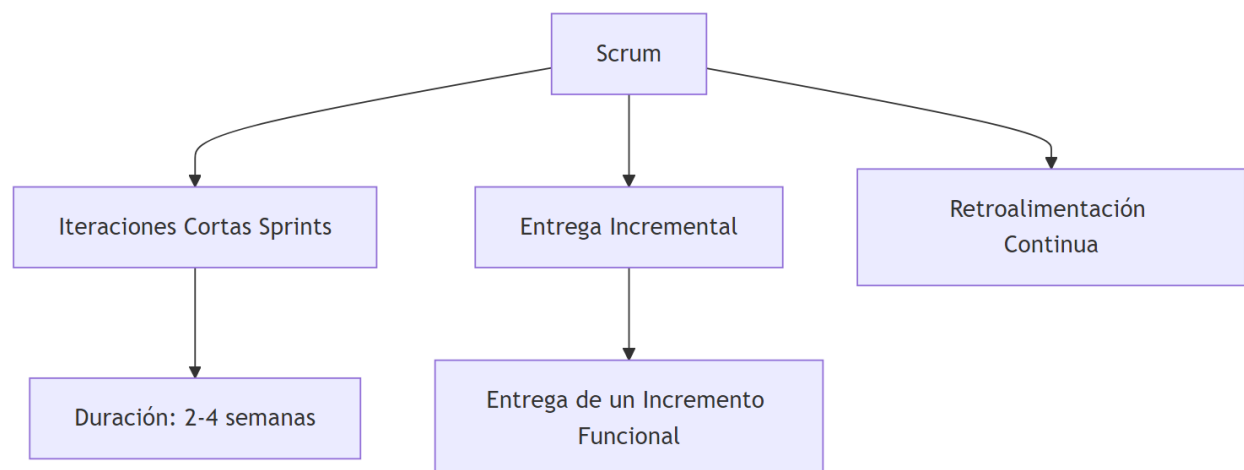 Scrum
Iteraciones Cortas Sprints
Entrega Incremental
Retroalimentación
Continua
Duración: 2-4 semanas
Entrega de un Incremento
Funcional